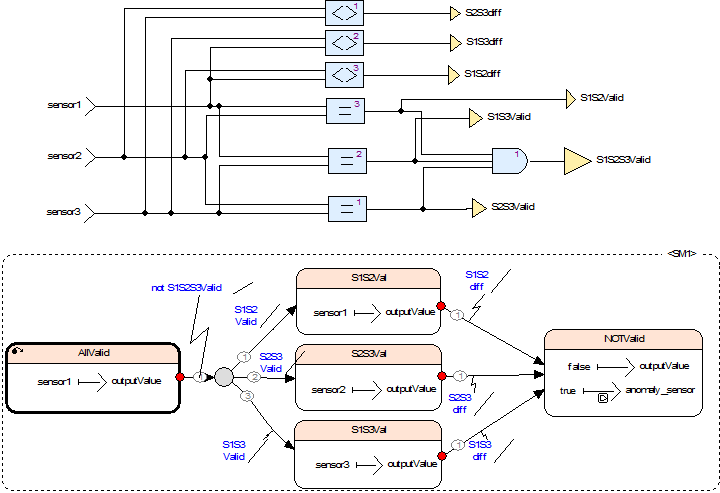 <> 1
S2S3diff
<> 2
S1S3diff
<> 3
S1S2diff
sensor1
= 3
S1S2Valid
S1S3Valid
sensor2
= 2
1
S1S2S3Valid
sensor3
= 1
S2S3Valid
<SM1>
not S1S2S3Valid
S1S2
Valid
S1S2Val
sensor1
outputValue
S1S2
diff
1
AllValid
sensor1
outputValue
1
1
2
3
S2S3
Valid
S2S3Val
sensor2
outputValue
1
S2S3
diff
NOTValid
false
outputValue
true
anomaly_sensor
S1S3
Valid
S1S3Val
sensor3
outputValue
1
S1S3
diff